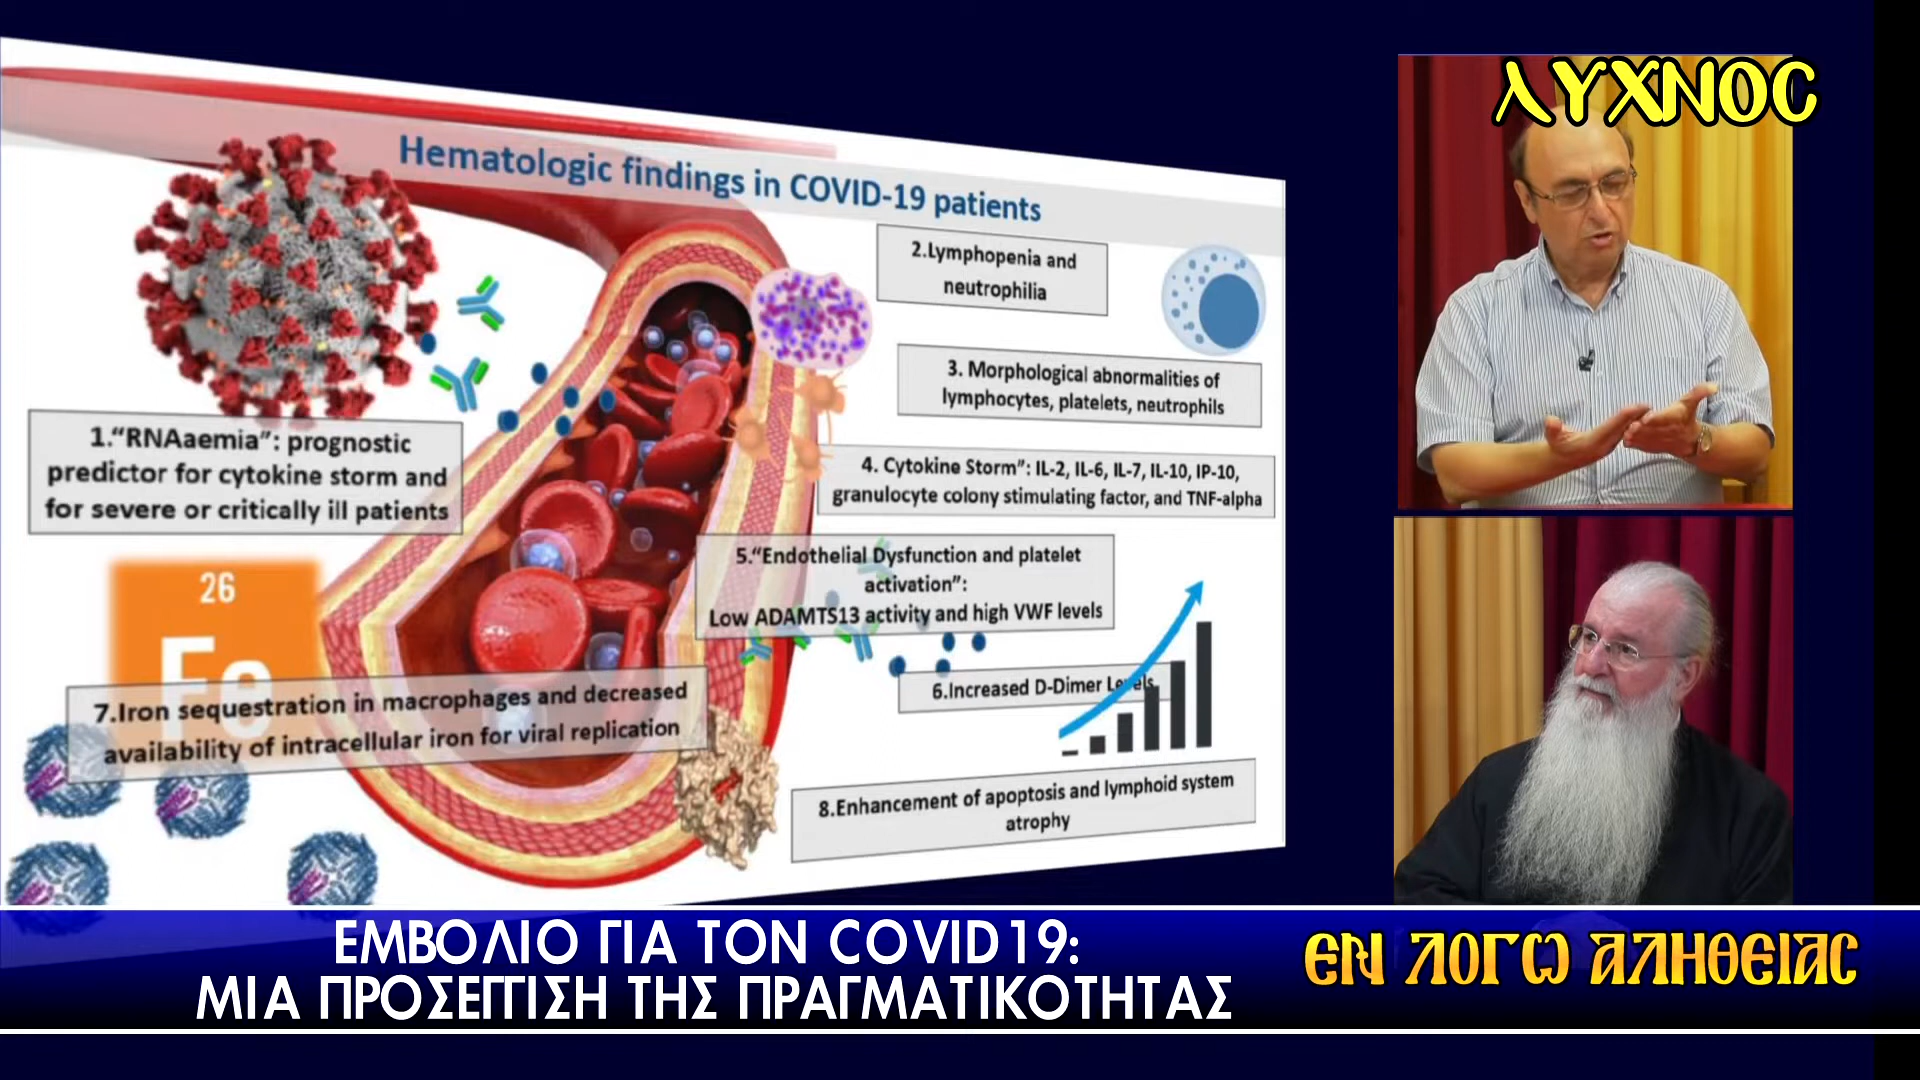 ΛΥΧΝΟC
Hematologic findings in COVID-19 patients
1.“RNAaemia”: prognostic
predictor for cytokine storm and
for severe or critically ill patients
2.Lymphopenia and
neutrophilia
3. Morphological abnormalities of
lymphocytes, platelets, neutrophils
4. Cytokine Storm”: IL-2, IL-6, IL-7, IL-10, IP-10,
granulocyte colony stimulating factor, and TNF-alpha
5.“Endothelial Dysfunction and platelet
activation”:
Low ADAMTS13 activity and high VWF levels
6.Increased D-Dimer Levels
26
Fe
7.Iron sequestration in macrophages and decreased
availability of intracellular iron for viral replication
8.Enhancement of apoptosis and lymphoid system
atrophy
ΕΜΒΟΛΙΟ ΓΙΑ ΤΟΝ COVID19:
ΜΙΑ ΠΡΟΣΕΓΓΙΣΗ ΤΗΣ ΠΡΑΓΜΑΤΙΚΟΤΗΤΑΣ
ΕΝ ΛΟΓΩ ΑΛΗΘΕΙΑC